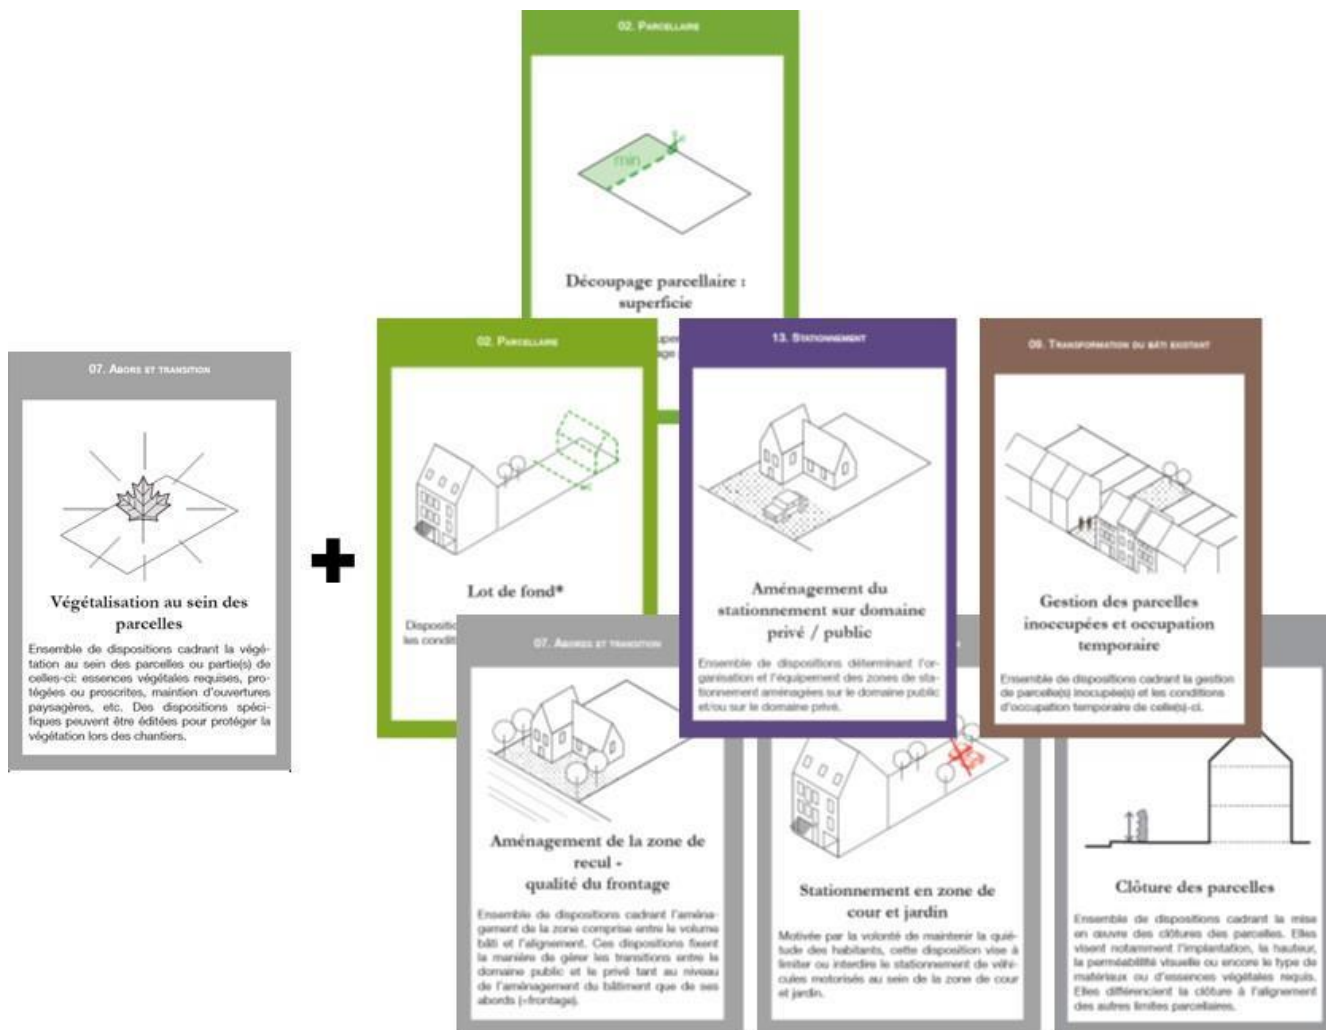 02. PARCELLAIRE
min
Découpage parcellaire :
superficie
07. ABORS ET TRANSITION
Végétalisation au sein des
parcelles
Ensemble de dispositions cadrant la végé-
tation au sein des parcelles ou partie(s) de
celles-ci: essences végétales requises, pro-
tégées ou proscrites, maintien d'ouvertures
paysagères, etc. Des dispositions spéci-
fiques peuvent être éditées pour protéger la
végétation lors des chantiers.
02. PARCELLAIRE
Lot de fond*
les
13. STATIONNEMENT
Aménagement du
stationnement sur domaine
privé / public
Ensemble de dispositions déterminant l'or-
ganisation et l'équipement des zones de sta-
tionnement aménagées sur le domaine public
et/ou sur le domaine privé.
09. TRANSFORMATION DU BÂTI EXISTANT
Gestion des parcelles
inoccupées et occupation
temporaire
Ensemble de dispositions cadrant la gestion
de parcelle(s) inocupée(s) et les conditions
d'occupation temporaire de celle(s)-ci.
07. ABORES ET TRANSITION
Aménagement de la zone de
recul -
qualité du frontage
Ensemble de dispositions cadrant l'aména-
gement de la zone comprise entre le volume
bâti et l'alignement. Ces dispositions fixent
la manière de gérer les transitions entre le
domaine public et le privé tant au niveau
de l'aménagement du bâtiment que de ses
abords (=frontage).
Stationnement en zone de
cour et jardin
Motivée par la volonté de maintenir la quié-
tude des habitants, cette disposition vise à
limiter ou interdire le stationnement de véhi-
cules motorisés au sein de la zone de cour
et jardin.
Clôture des parcelles
Ensemble de dispositions cadrant la mise
en œuvre des clôtures des parcelles. Elles
visent notamment l'implantation, la hauteur,
la perméabilité visuelle ou encore le type de
matériaux ou d'essences végétales requis.
Elles différencient la clôture à l'alignement
des autres limites parcellaires.